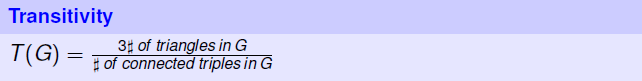 Transitivity
T(G) = 3♯ of triangles in G / ♯ of connected triples in G